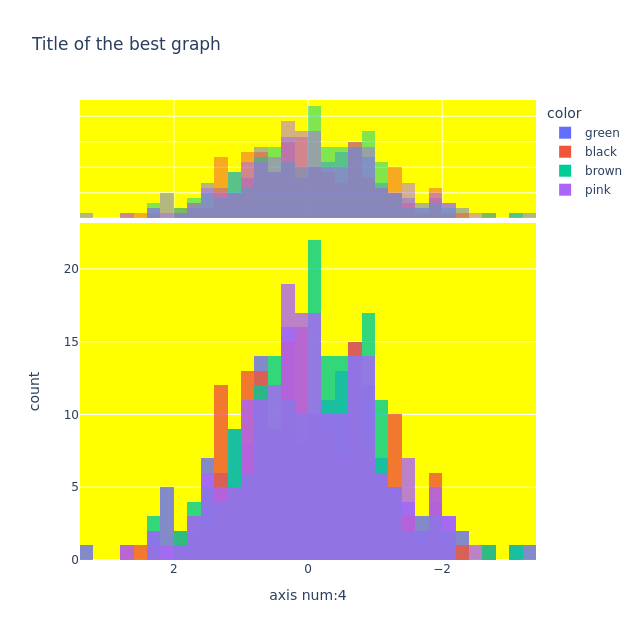 Title of the best graph
color
green
black
brown
pink
20
15
10
5
0
count
2
0
−2
axis num:4